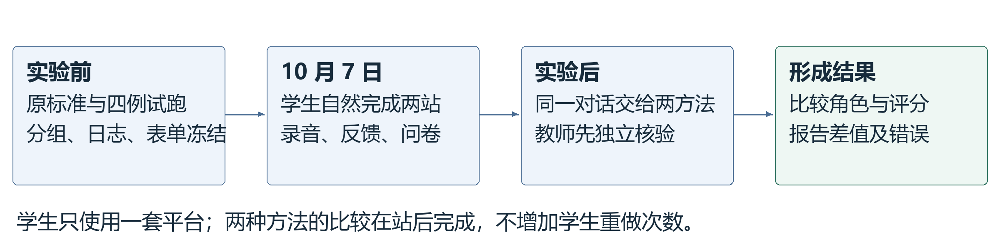 实验前
原标准与四例试跑
分组、日志、表单冻结
10 月 7 日
学生自然完成两站
录音、反馈、问卷
实验后
同一对话交给两方法
教师先独立核验
形成结果
比较角色与评分
报告差值及错误
学生只使用一套平台；两种方法的比较在站后完成，不增加学生重做次数。